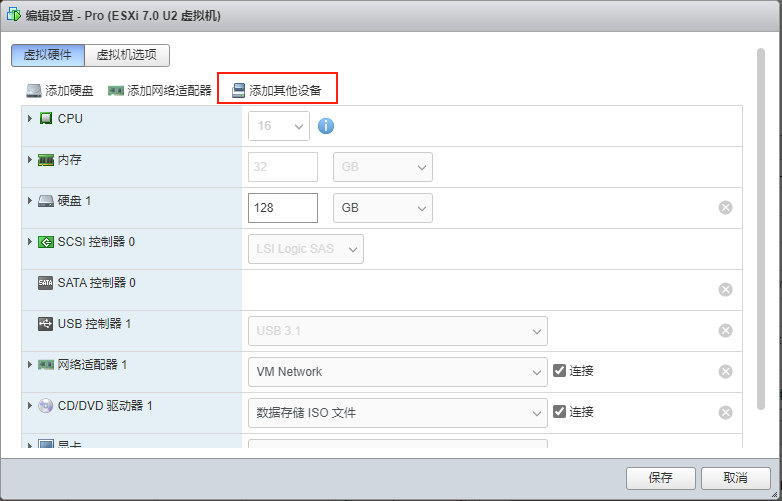 编辑设置 - Pro (ESXi 7.0 U2 虚拟机)
虚拟硬件 虚拟机选项
添加硬盘 添加网络适配器 添加其他设备
CPU 16
内存 32 GB
硬盘 1 128 GB
SCSI 控制器 0 LSI Logic SAS
SATA SATA 控制器 0
USB 控制器 1 USB 3.1
网络适配器 1 VM Network 连接
CD/DVD 驱动器 1 数据存储 ISO 文件 连接
显卡
保存 取消